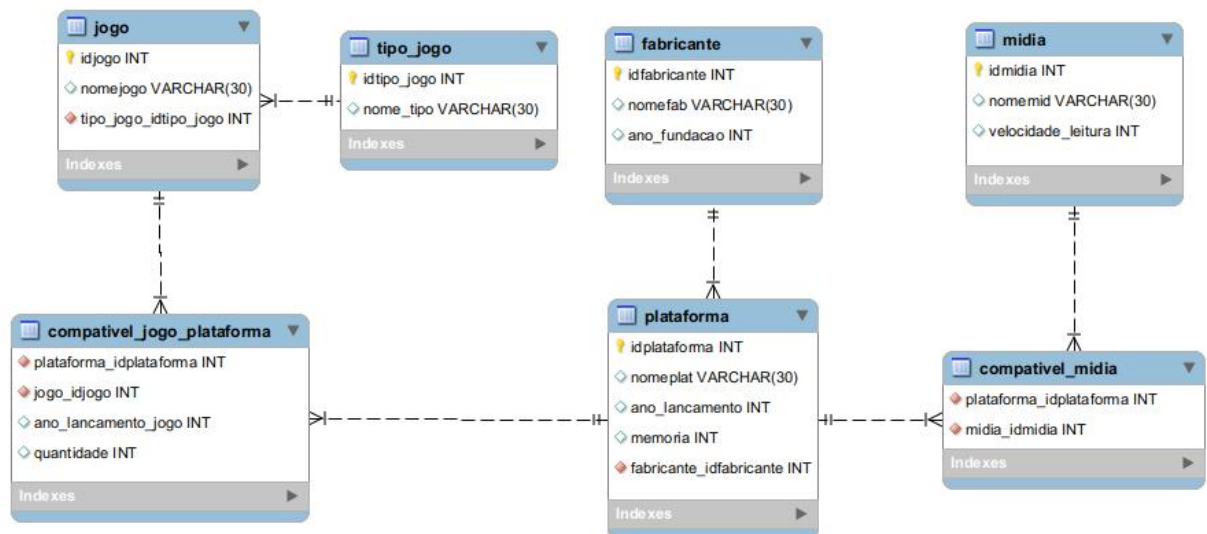 jogo
idjogo INT
nomejogo VARCHAR(30)
tipo_jogo_idtipo_jogo INT
Indexes
tipo_jogo
idtipo_jogo INT
nome_tipo VARCHAR(30)
Indexes
fabricante
idfabricante INT
nomefab VARCHAR(30)
ano_fundacao INT
Indexes
midia
idmidia INT
nomemid VARCHAR(30)
velocidade_leitura INT
Indexes
compativel_jogo_plataforma
plataforma_idplataforma INT
jogo_idjogo INT
ano_lancamento_jogo INT
quantidade INT
Indexes
plataforma
idplataforma INT
nomeplat VARCHAR(30)
ano_lancamento INT
memoria INT
fabricante_idfabricante INT
Indexes
compativel_midia
plataforma_idplataforma INT
midia_idmidia INT
Indexes